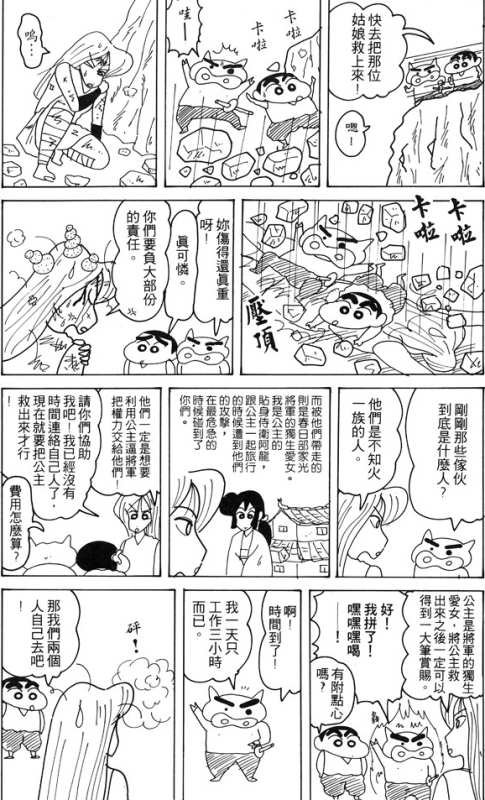 快去把那位
姑娘救上來！
嗯！
卡啦
卡啦
哇！
嗚…
卡啦
卡啦
壓頂
妳傷得還真重
呀！
真可憐。
你們要負大部份
的責任。
剛剛那些傢伙
到底是什麼人？
他們是不知火
一族的人。
而被他們帶走的
則是春日部家光
將軍的獨生愛女。
我是公主的
貼身侍衛阿龍，
跟公主一起旅行
的時候遭到他們
的攻擊，
在最危急的
時候碰到了
你們。
他們一定是想要
利用公主逼將軍
把權力交給他們！
請你們協助
我吧！我已經沒有
時間連絡自己人了，
現在就要把公主
救出來才行
費用怎麼算？
公主是將軍的獨生
愛女，將公主救
出來之後一定可以
得到一大筆賞賜。
好！
我拼了！
嘿嘿嘿喝
—！
有附點心
嗎？
啊！
時間到了！
我一天只
工作三小時
而已。
砰！
那我們兩個
人自己去吧